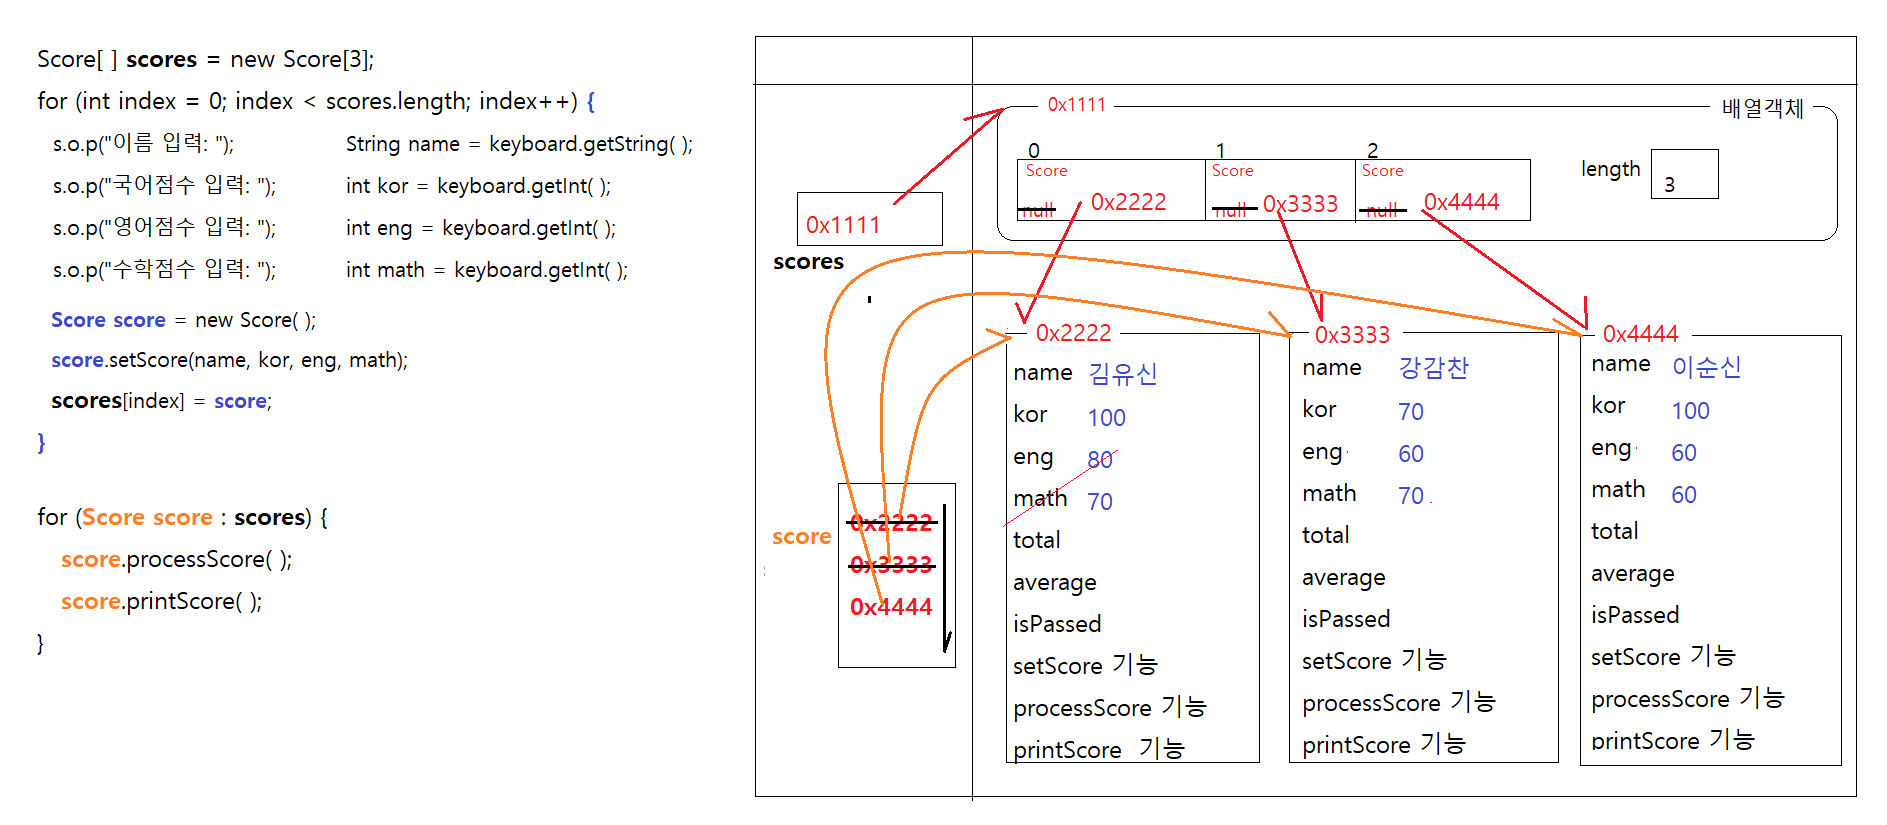 Score[ ] scores = new Score[3];
for (int index = 0; index < scores.length; index++) {
s.o.p("이름 입력: "); String name = keyboard.getString( );
s.o.p("국어점수 입력: "); int kor = keyboard.getInt( );
s.o.p("영어점수 입력: "); int eng = keyboard.getInt( );
s.o.p("수학점수 입력: "); int math = keyboard.getInt( );
Score score = new Score( );
score.setScore(name, kor, eng, math);
scores[index] = score;
}
for (Score score : scores) {
score.processScore( );
score.printScore( );
}
0x1111
scores
score
0x2222
0x3333
0x4444
0x1111
배열객체
0 1 2
Score Score Score
null 0x2222 null 0x3333 null 0x4444
length 3
0x2222
name 김유신
kor 100
eng 80
math 70
total
average
isPassed
setScore 기능
processScore 기능
printScore 기능
0x3333
name 강감찬
kor 70
eng 60
math 70
total
average
isPassed
setScore 기능
processScore 기능
printScore 기능
0x4444
name 이순신
kor 100
eng 60
math 60
total
average
isPassed
setScore 기능
processScore 기능
printScore 기능